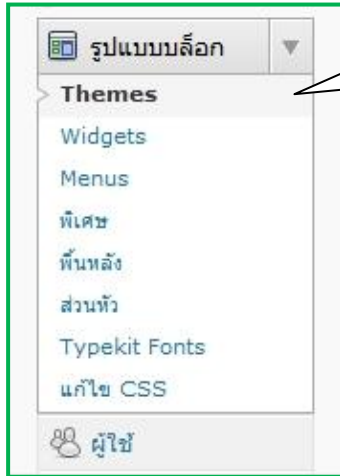 รูปแบบบล็อก
Themes
Widgets
Menus
พิเศษ
พื้นหลัง
ส่วนหัว
Typekit Fonts
แก้ไข CSS
ผู้ใช้